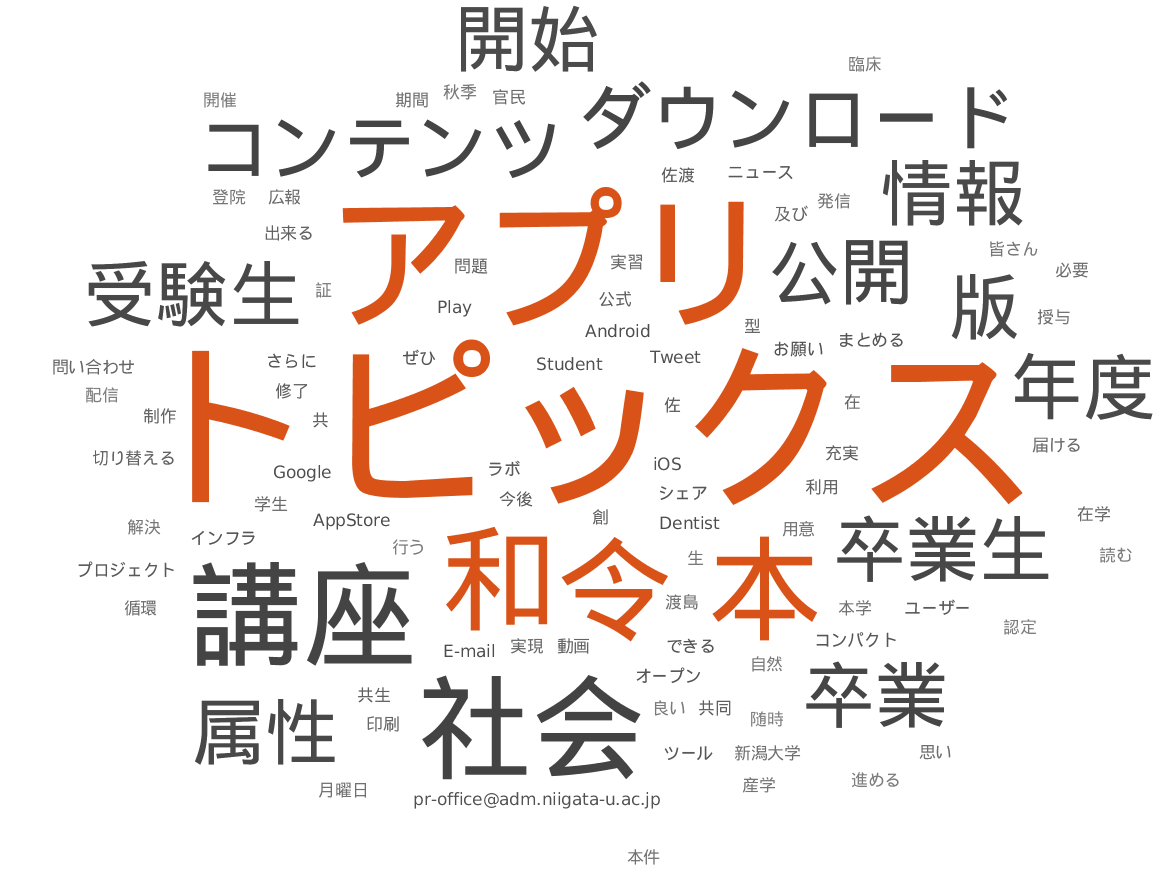 開始
臨床
開催
期間
秋季
官民
ダウンロード
コンテンツ
佐渡
ニュース
情報
登院
広報
アプリ
及び
発信
出来る
皆さん
公開
問題
実習
必要
受験生
証
公式
Play
版
授与
Android
型
お願い
まとめる
問い合わせ
さらに
ぜひ
Student
Tweet
年度
配信
修了
トピックス
制作
共
佐
在
届ける
切り替える
Google
ラボ
iOS
充実
今後
シェア
利用
学生
AppStore
創
Dentist
用意
在学
解決
インフラ
行う
卒業生
読む
プロジェクト
和令
生
本
循環
講座
渡島
本学
ユーザー
認定
E-mail
実現
動画
できる
コンパクト
自然
オープン
共生
社会
良い
共同
卒業
属性
印刷
随時
ツール
新潟大学
思い
月曜日
産学
進める
pr-office@adm.niigata-u.ac.jp
本件